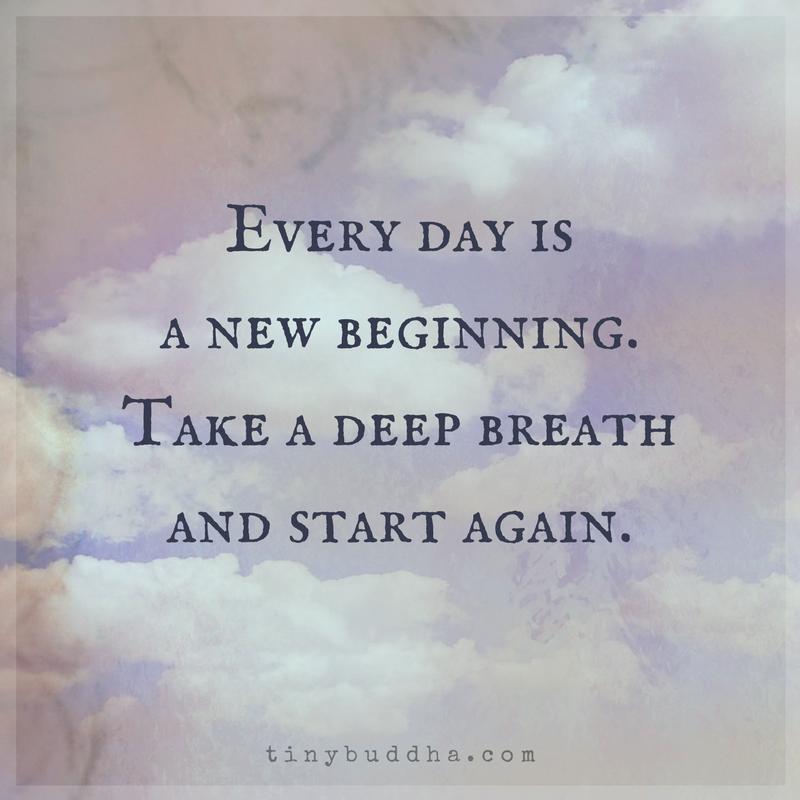 Every day is
a new beginning.
Take a deep breath
and start again.
tinybuddha.com